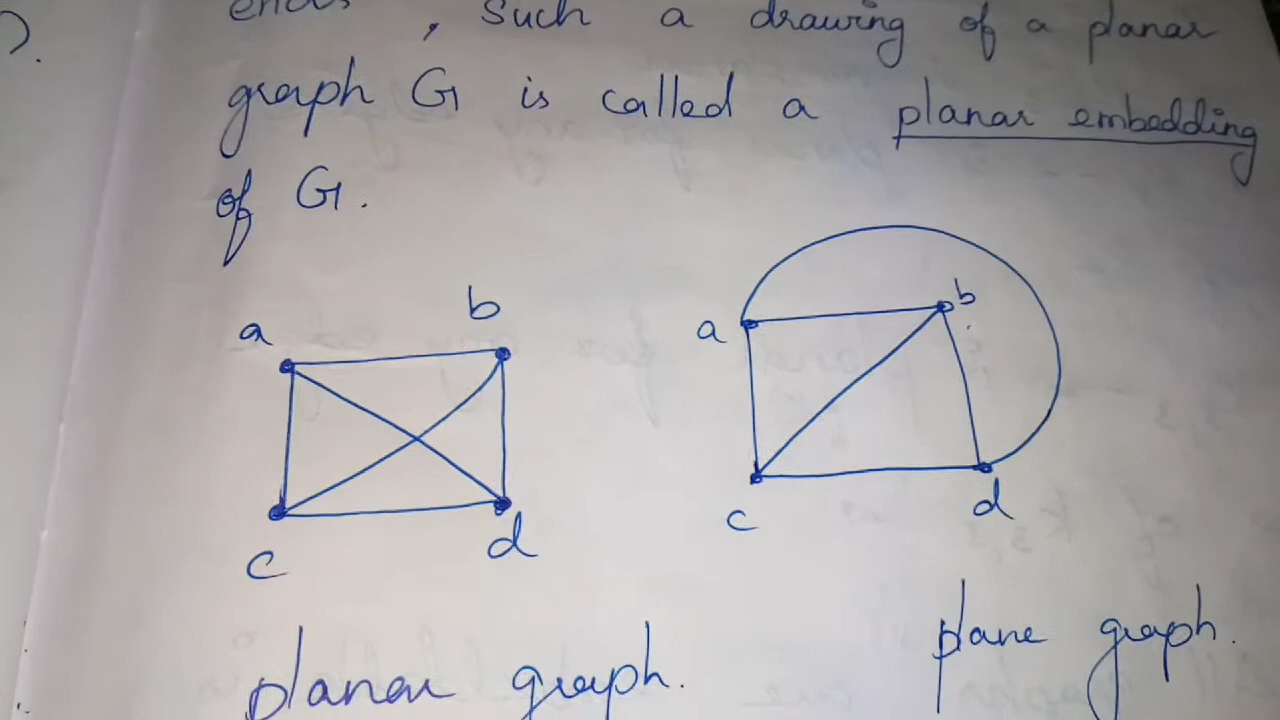 , Such a drawing of a planar
graph G is called a planar embedding
of G.
a b
c d
a b
c d
planar graph.
plane graph.